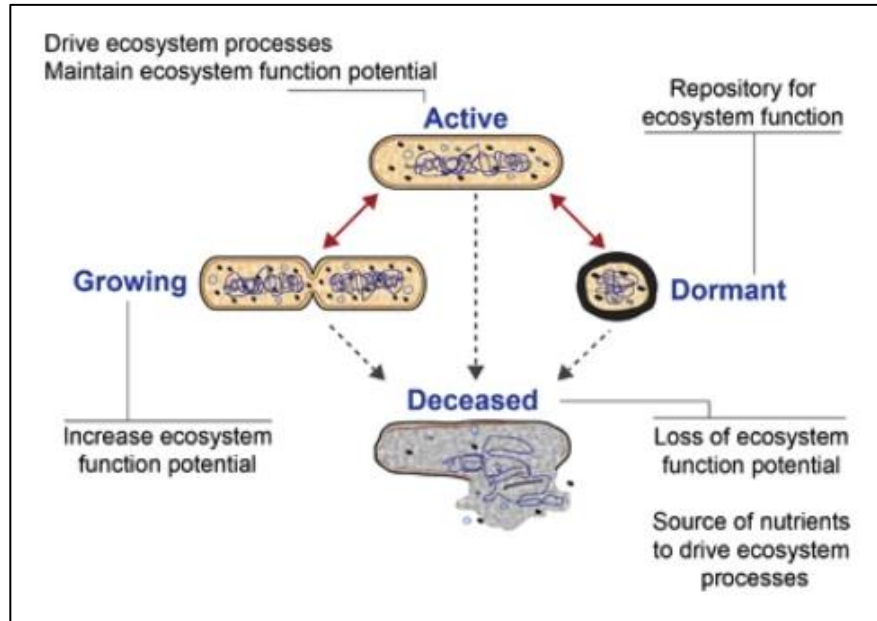 Drive ecosystem processes
Maintain ecosystem function potential
Repository for
ecosystem function
Active
Growing
Dormant
Deceased
Increase ecosystem
function potential
Loss of ecosystem
function potential
Source of nutrients
to drive ecosystem
processes